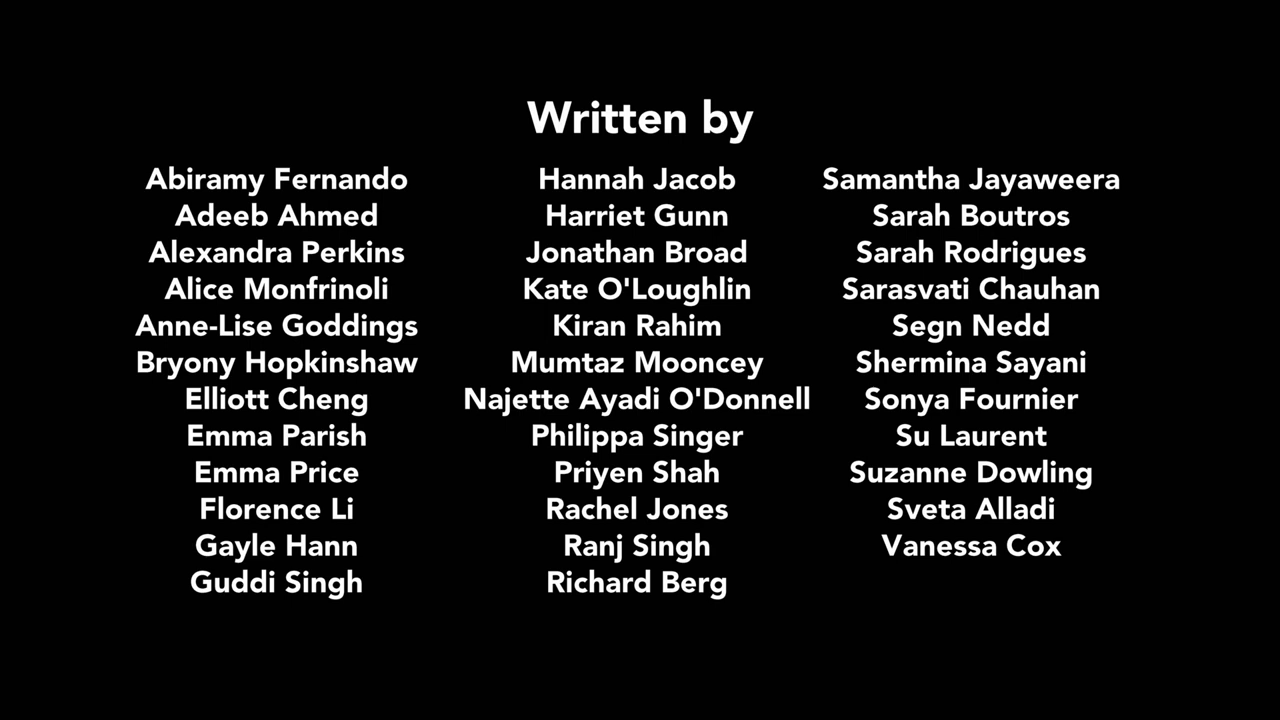 Written by
Abiramy Fernando
Adeeb Ahmed
Alexandra Perkins
Alice Monfrinoli
Anne-Lise Goddings
Bryony Hopkinshaw
Elliott Cheng
Emma Parish
Emma Price
Florence Li
Gayle Hann
Guddi Singh
Hannah Jacob
Harriet Gunn
Jonathan Broad
Kate O'Loughlin
Kiran Rahim
Mumtaz Mooncey
Najette Ayadi O'Donnell
Philippa Singer
Priyen Shah
Rachel Jones
Ranj Singh
Richard Berg
Samantha Jayaweera
Sarah Boutros
Sarah Rodrigues
Sarasvati Chauhan
Segn Nedd
Shermina Sayani
Sonya Fournier
Su Laurent
Suzanne Dowling
Sveta Alladi
Vanessa Cox